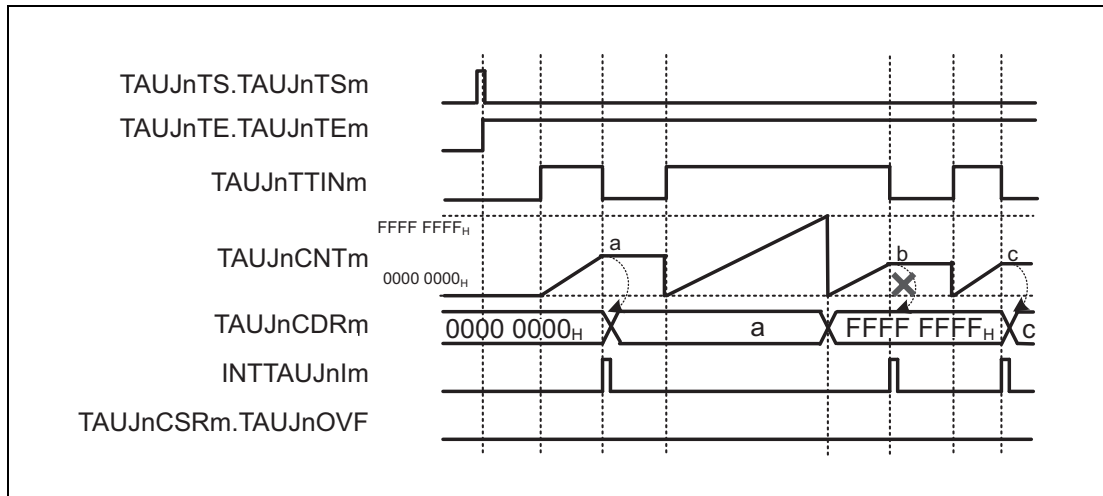 TAUJnTS.TAUJnTSm
TAUJnTE.TAUJnTEm
TAUJnTTINm
FFFF FFFFH
a
b
c
TAUJnCNTm
0000 0000H
TAUJnCDRm
0000 0000H
a
FFFF FFFFH
c
INTTAUJnIm
TAUJnCSRm.TAUJnOVF